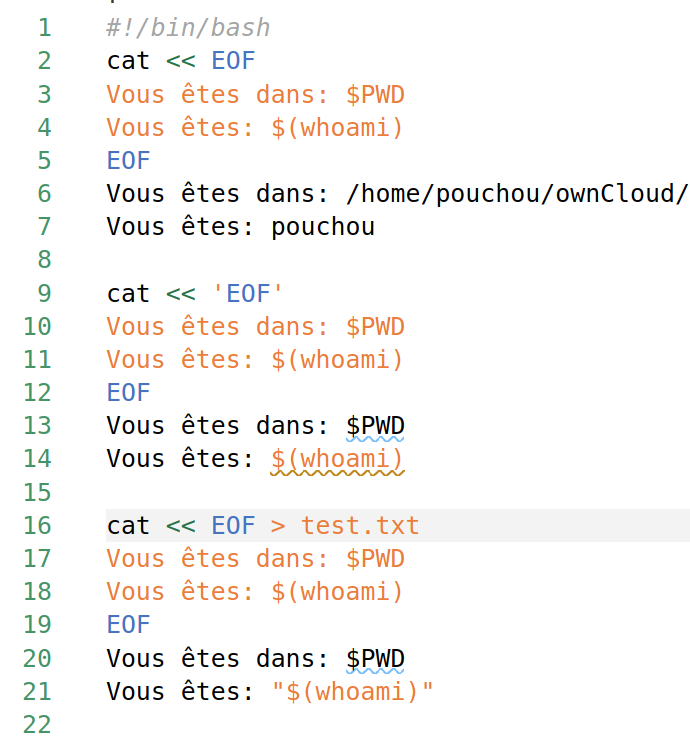 1 #!/bin/bash
2 cat << EOF
3 Vous êtes dans: $PWD
4 Vous êtes: $(whoami)
5 EOF
6 Vous êtes dans: /home/pouchou/ownCloud/
7 Vous êtes: pouchou
8
9 cat << 'EOF'
10 Vous êtes dans: $PWD
11 Vous êtes: $(whoami)
12 EOF
13 Vous êtes dans: $PWD
14 Vous êtes: $(whoami)
15
16 cat << EOF > test.txt
17 Vous êtes dans: $PWD
18 Vous êtes: $(whoami)
19 EOF
20 Vous êtes dans: $PWD
21 Vous êtes: "$(whoami)"
22